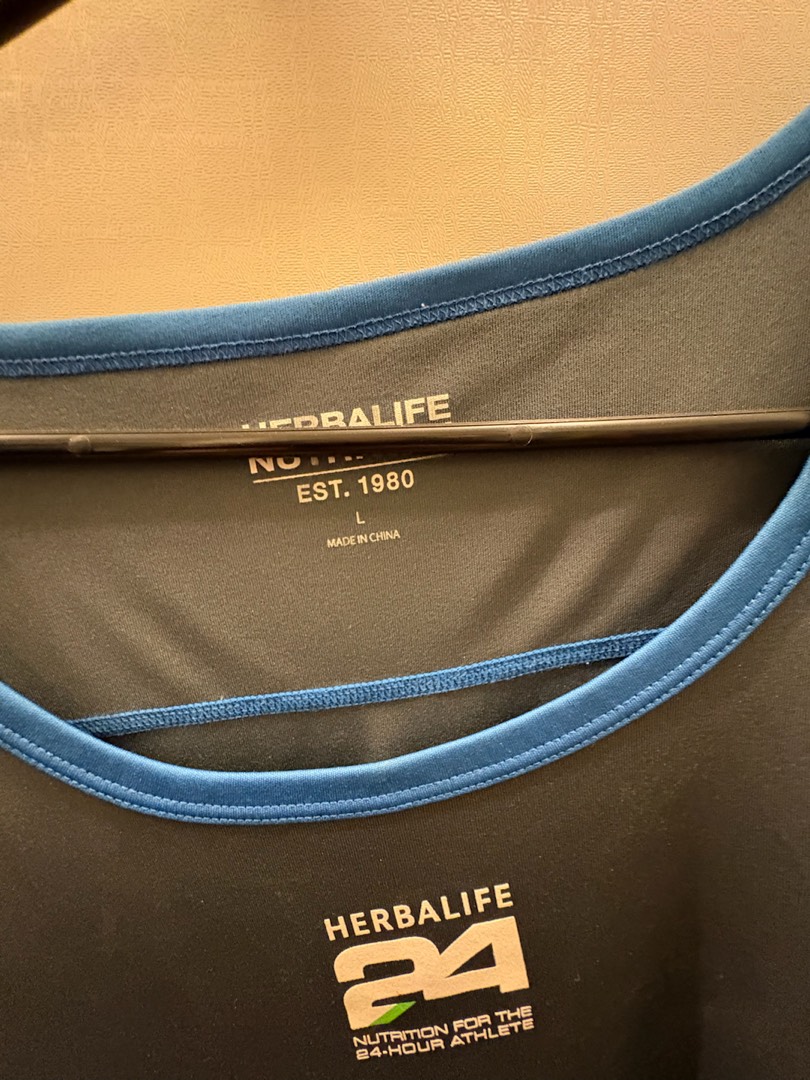 HERBALIFE
EST. 1980
L
MADE IN CHINA
HERBALIFE
24
NUTRITION FOR THE
24-HOUR ATHLETE